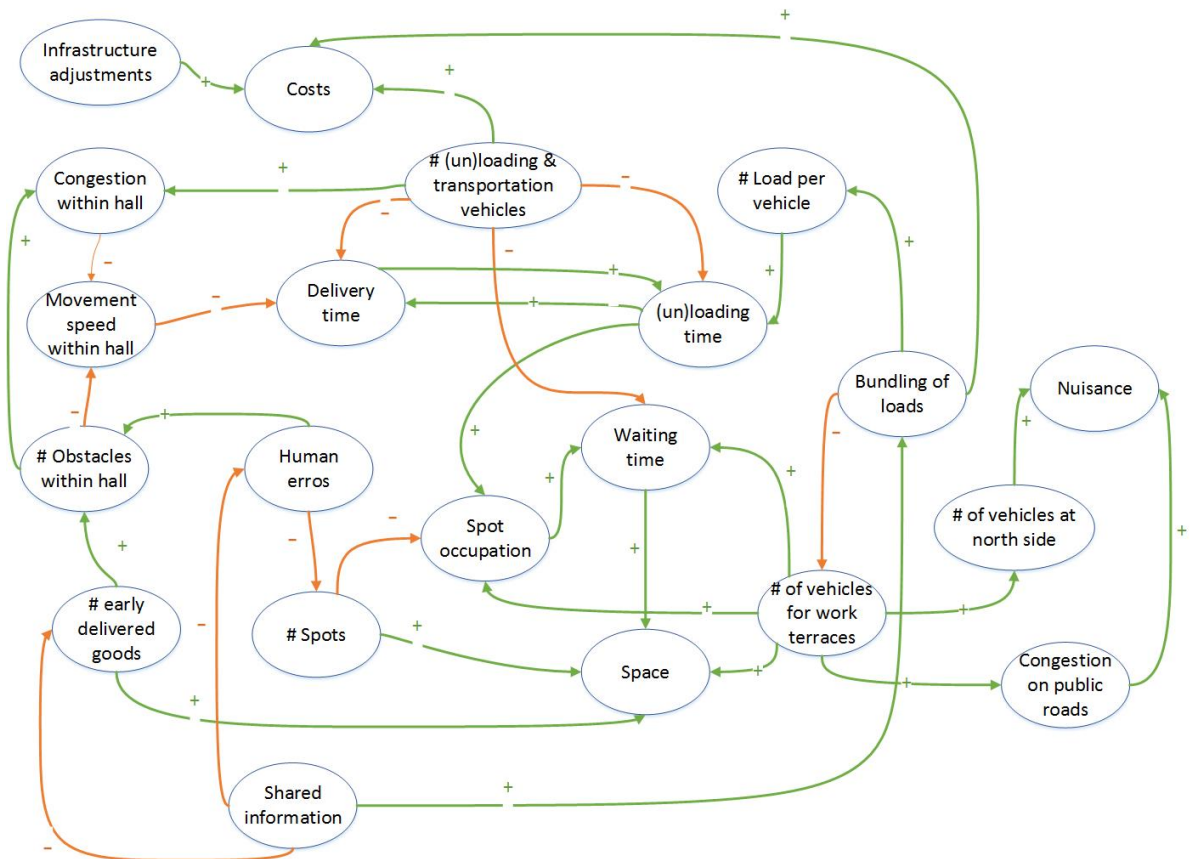 +
Infrastructure
adjustments
+
Costs
+
# (un)loading &
transportation
vehicles
+
Congestion
within hall
–
# Load per
vehicle
–
–
+
+
–
Movement
speed
within hall
–
Delivery
time
+
+
+
(un)loading
time
Bundling of
loads
Nuisance
–
+
+
Waiting
time
–
+
# Obstacles
within hall
Human
erros
+
+
–
–
Spot
occupation
# of vehicles at
north side
+
+
+
# early
delivered
goods
–
# Spots
+
+
# of vehicles
for work
terraces
+
Space
+
+
Congestion
on public
roads
+
Shared
information
+
–